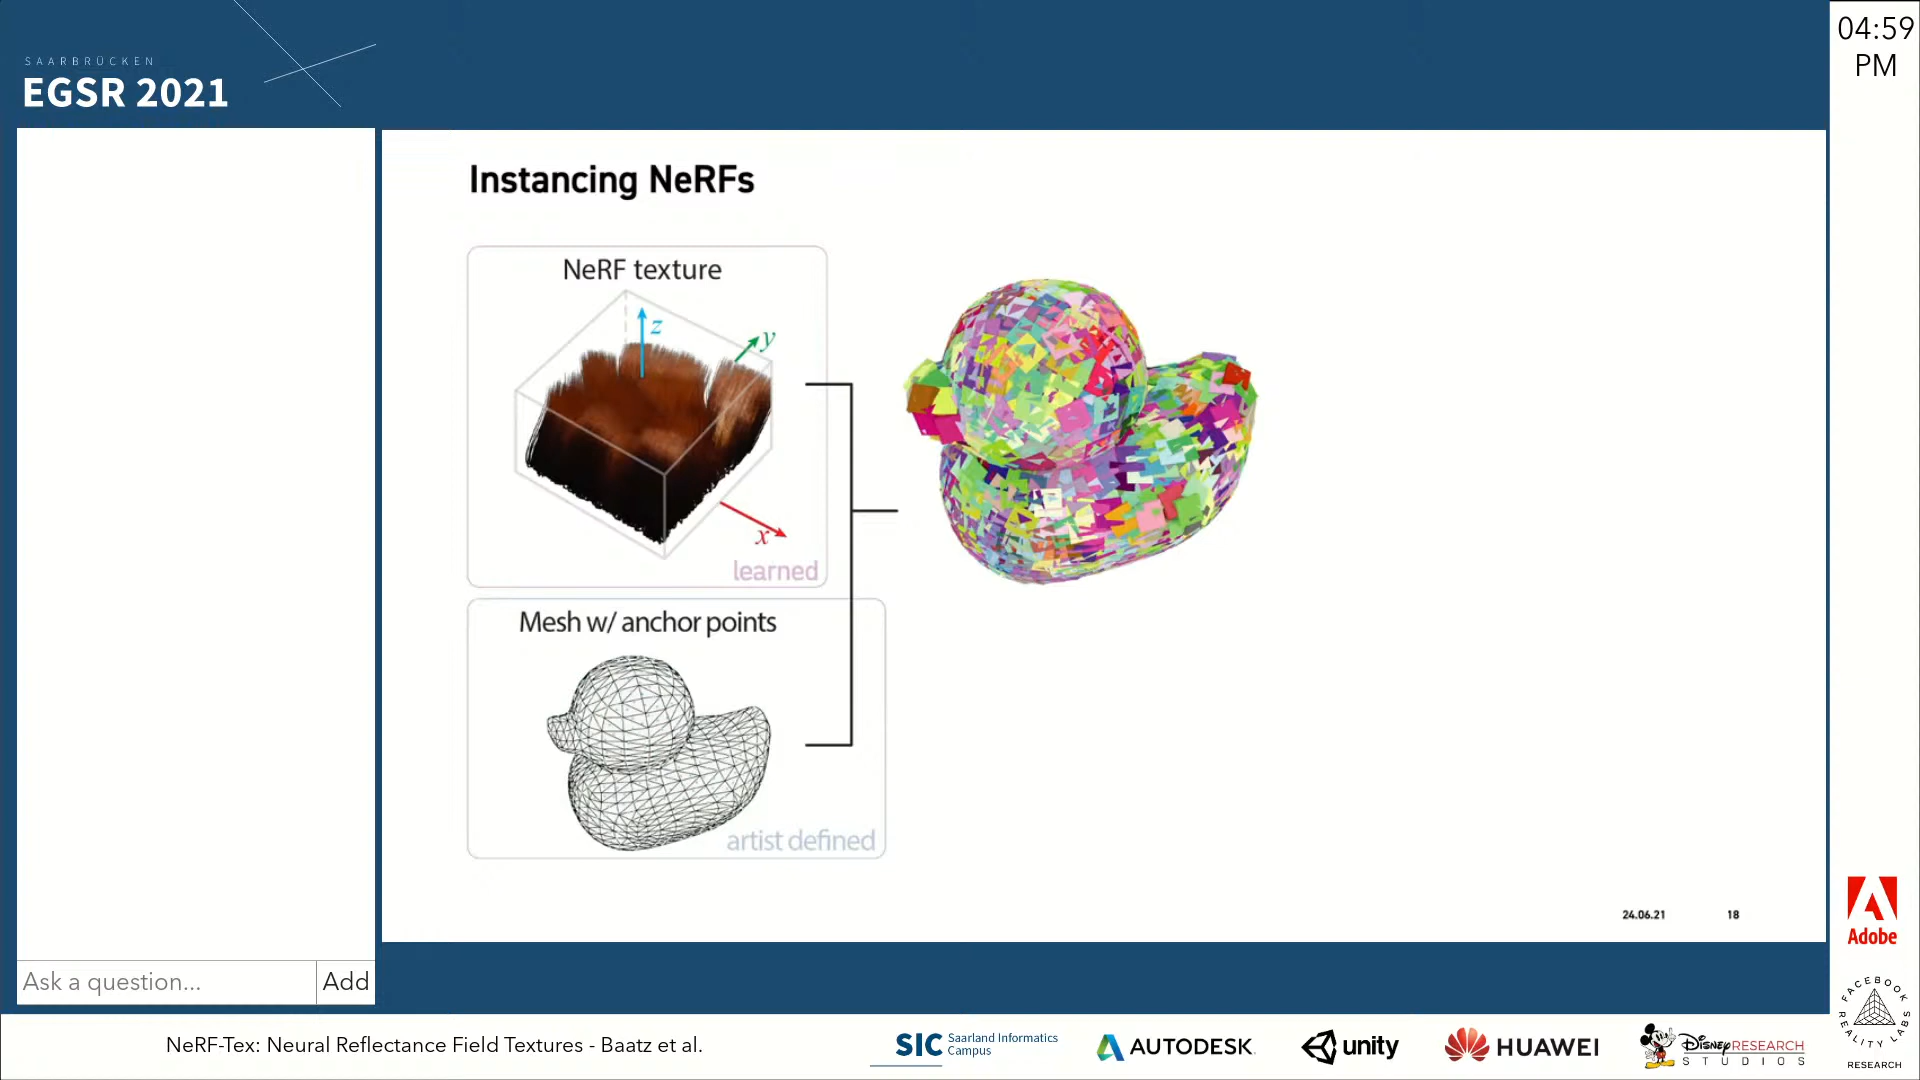 SAARBRÜCKEN
EGSR 2021
04:59
PM
Instancing NeRFs
NeRF texture
z
y
x
learned
Mesh w/ anchor points
artist defined
24.06.21
18
Ask a question...
Add
NeRF-Tex: Neural Reflectance Field Textures - Baatz et al.
SIC Saarland Informatics
Campus
AUTODESK
unity
HUAWEI
DISNEY RESEARCH
STUDIOS
Adobe
FACEBOOK
REALITY LABS
RESEARCH